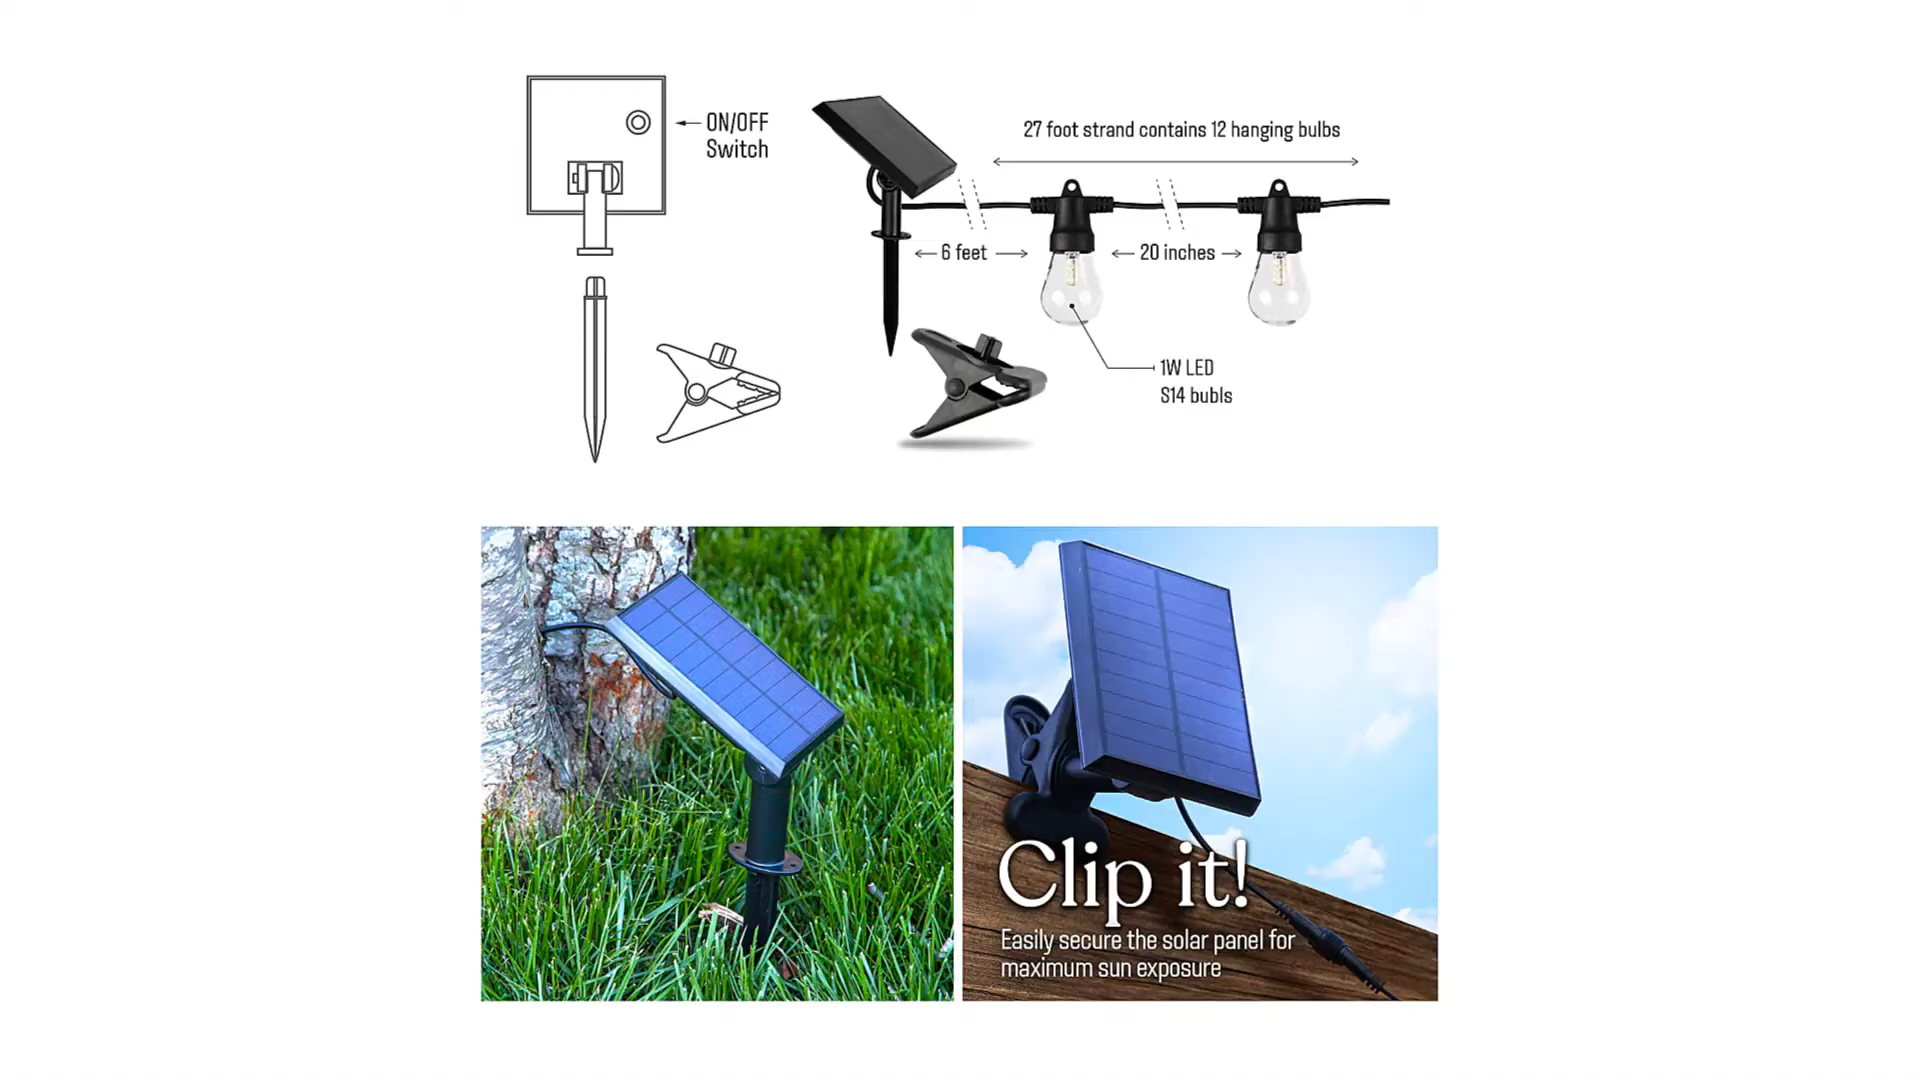 ON/OFF
Switch
27 foot strand contains 12 hanging bulbs
6 feet
20 inches
1W LED
S14 bubls
Clip it!
Easily secure the solar panel for
maximum sun exposure